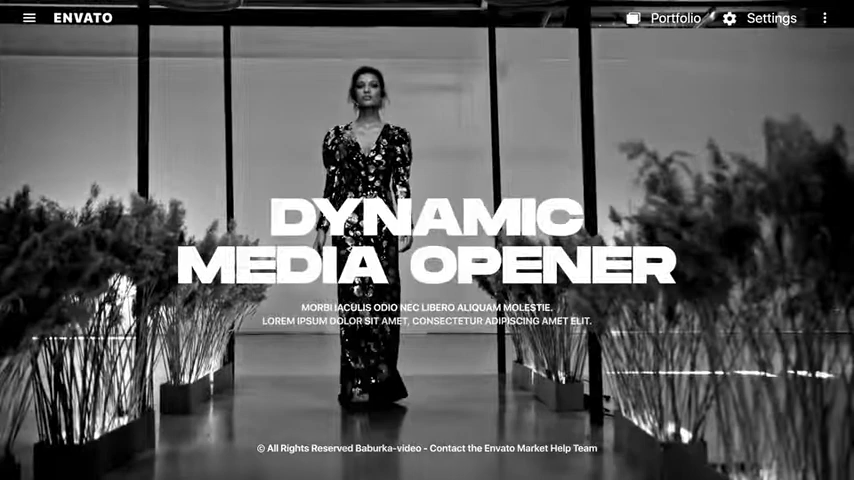 ENVATO
Portfolio
Settings
DYNAMIC
MEDIA OPENER
MORBI IACULIS ODIO NEC LIBERO ALIQUAM MOLESTIE.
LOREM IPSUM DOLOR SIT AMET, CONSECTETUR ADIPISCING AMET ELIT.
© All Rights Reserved Baburka-video - Contact the Envato Market Help Team